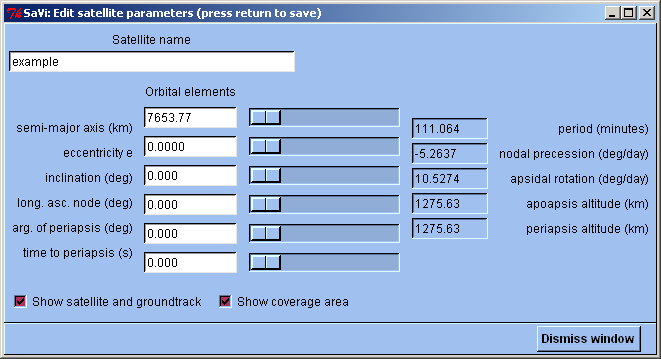 SaVi: Edit satellite parameters (press return to save)
Satellite name
example
Orbital elements
semi-major axis (km) 7653.77 111.064 period (minutes)
eccentricity e 0.0000 -5.2637 nodal precession (deg/day)
inclination (deg) 0.000 10.5274 apsidal rotation (deg/day)
long. asc. node (deg) 0.000 1275.63 apoapsis altitude (km)
arg. of periapsis (deg) 0.000 1275.63 periapsis altitude (km)
time to periapsis (s) 0.000
Show satellite and groundtrack Show coverage area
Dismiss window